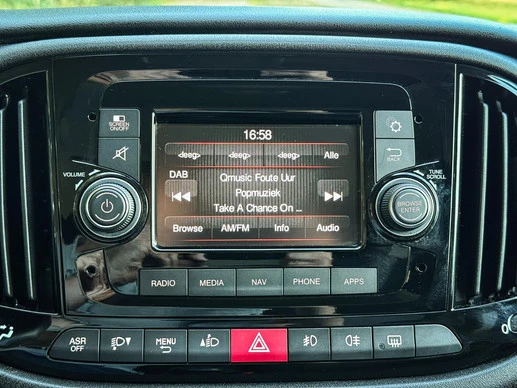 16:58
SCREEN
ON/OFF
<leeg> <leeg> <leeg> Alle
DAB
Qmusic Foute Uur
Popmuziek
Take A Chance On ...
Browse AM/FM Info Audio
VOLUME
BACK
TUNE
SCROLL
BROWSE
ENTER
RADIO MEDIA NAV PHONE APPS
ASR
OFF
MENU
0